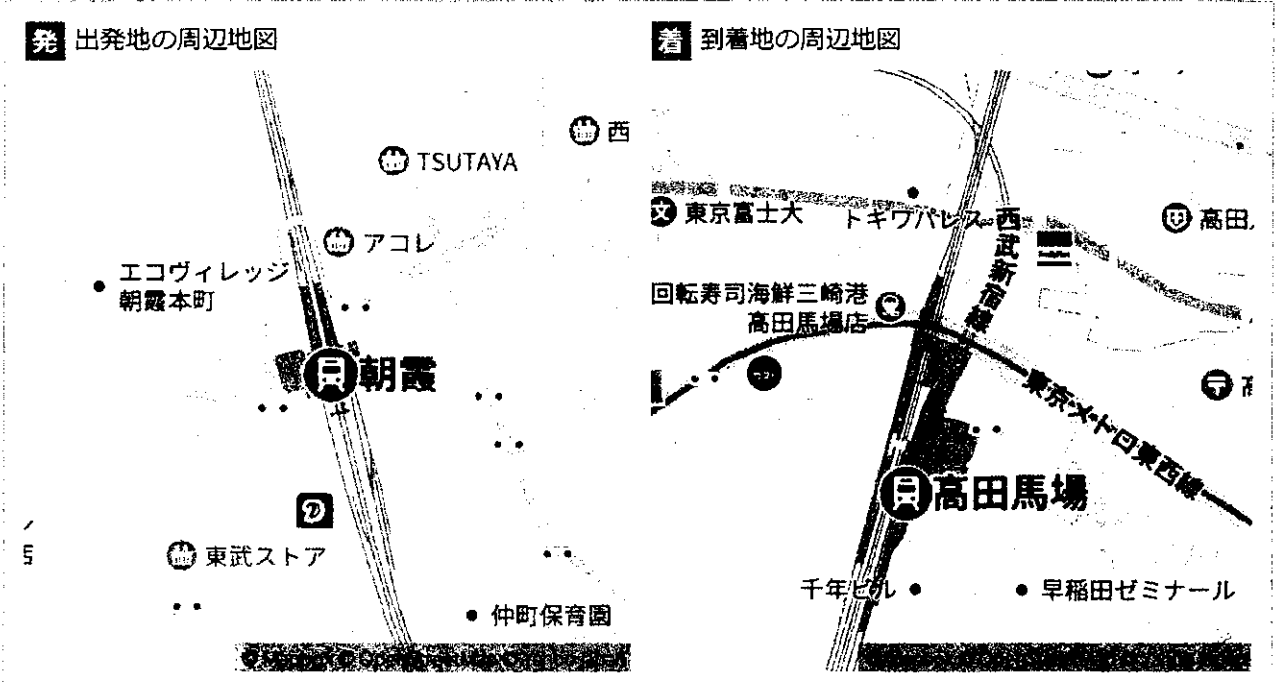 発 出発地の周辺地図
西
TSUTAYA
アコレ
エコヴィレッジ
朝霞本町
朝霞
東武ストア
仲町保育園
着 到着地の周辺地図
文 東京富士大
トキワパレス
西武新宿線
高田
回転寿司海鮮三崎港
高田馬場店
東京メトロ東西線
高田馬場
千年ビル
早稲田ゼミナール